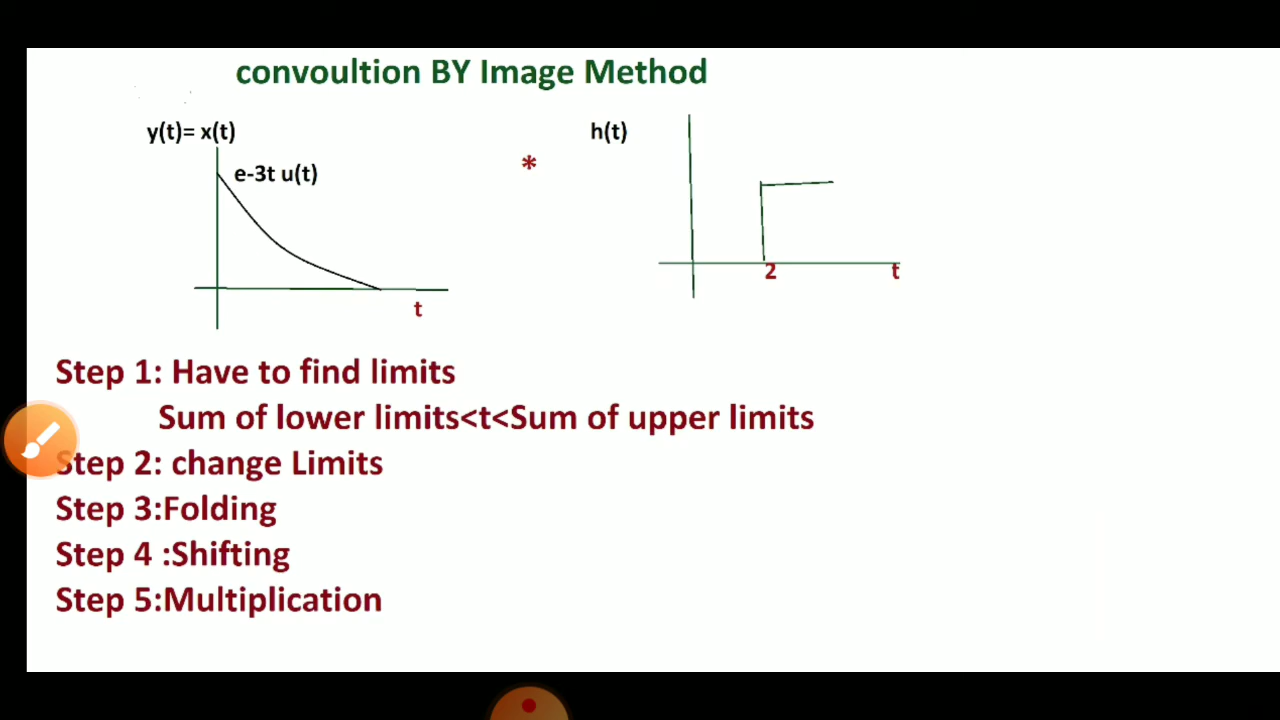 convoultion BY Image Method
y(t)= x(t)
h(t)
*
e-3t u(t)
2
t
t
Step 1: Have to find limits
Sum of lower limits<t<Sum of upper limits
Step 2: change Limits
Step 3:Folding
Step 4 :Shifting
Step 5:Multiplication